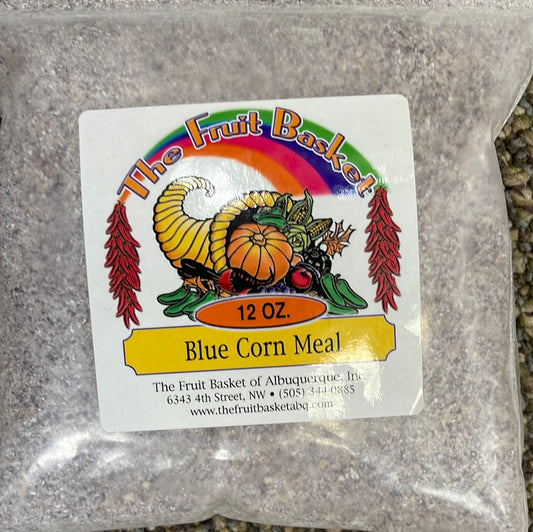 The Fruit Basket
12 OZ.
Blue Corn Meal
The Fruit Basket of Albuquerque, Inc
6343 4th Street, NW • (505) 344-0885
www.thefruitbasketabq.com